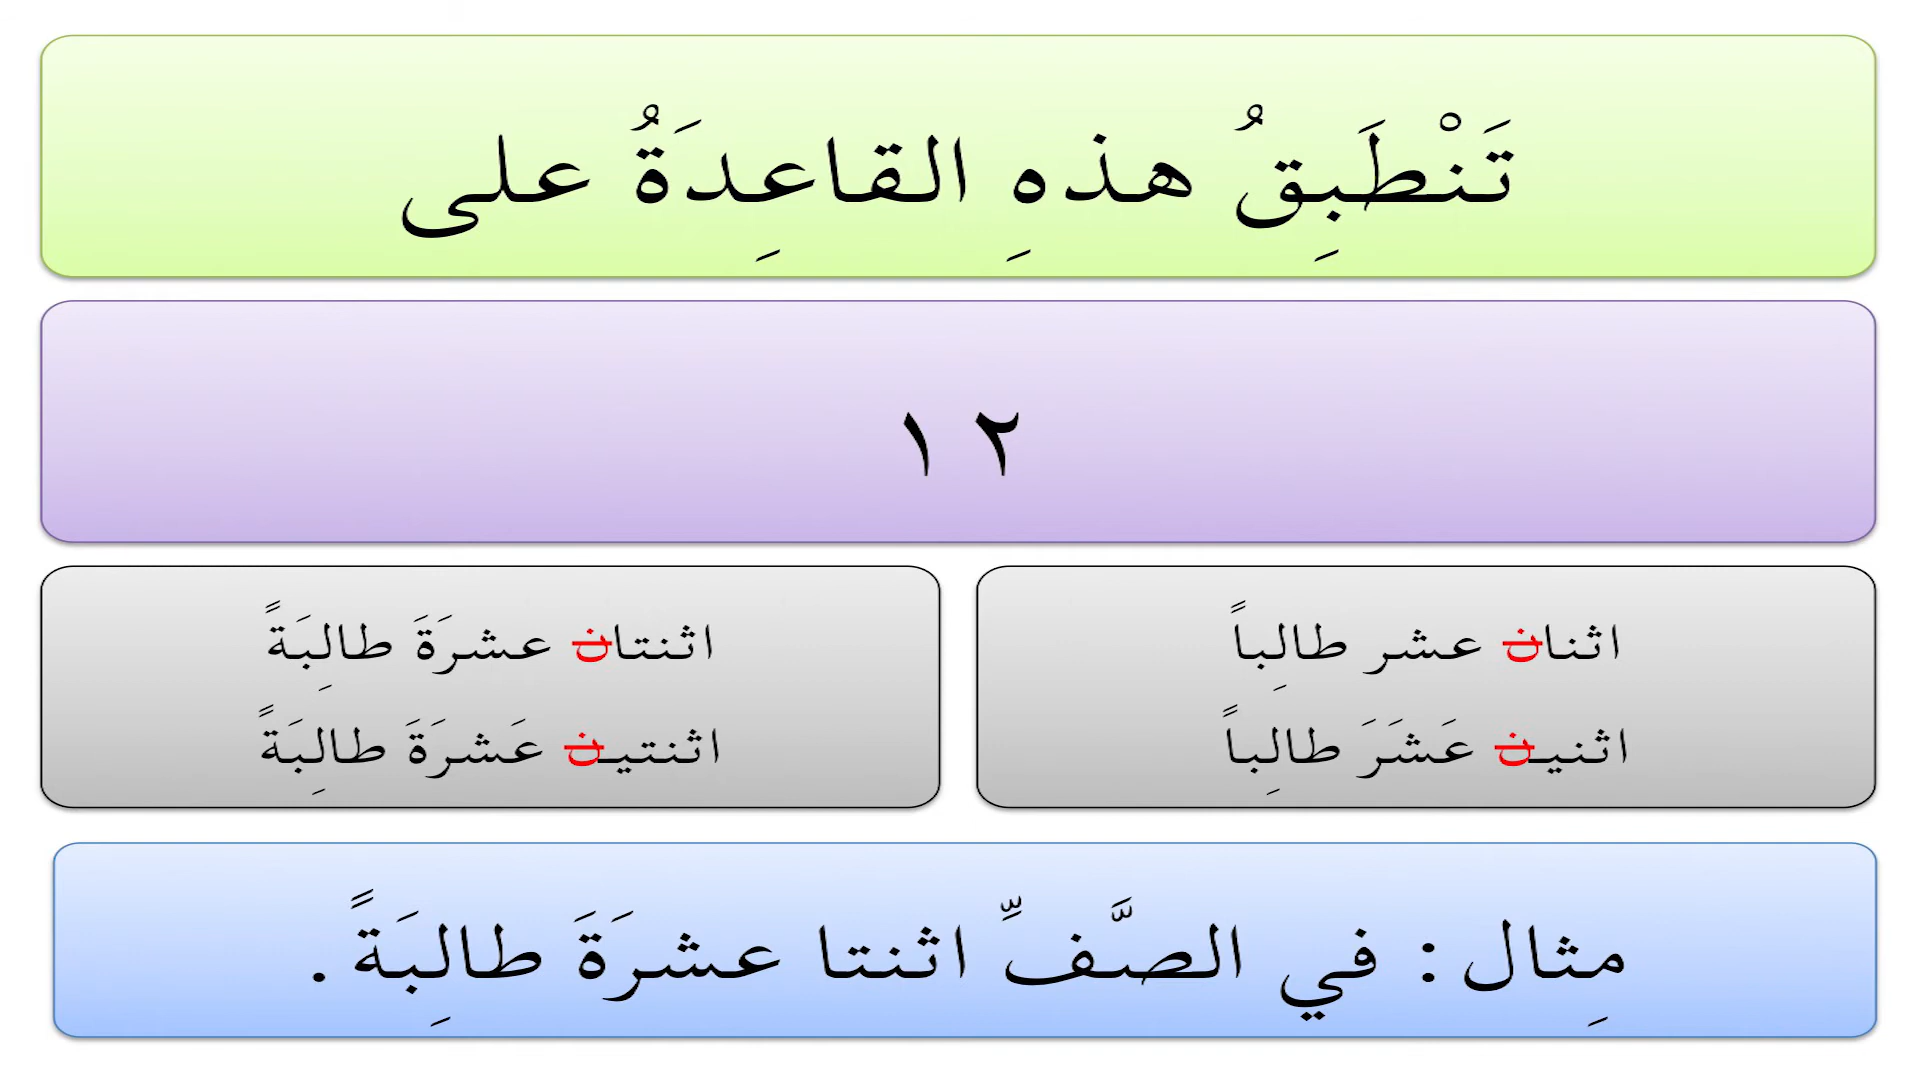 تَنْطَبِقُ هذهِ القاعِدَةُ على
١٢
اثنان عشر طالِباً
اثنين عَشَرَ طالِباً
اثنتان عشرَةَ طالِبَةً
اثنتين عَشرَةَ طالِبَةً
مِثال : في الصَّفِّ اثنتا عشرَةَ طالِبَةً .